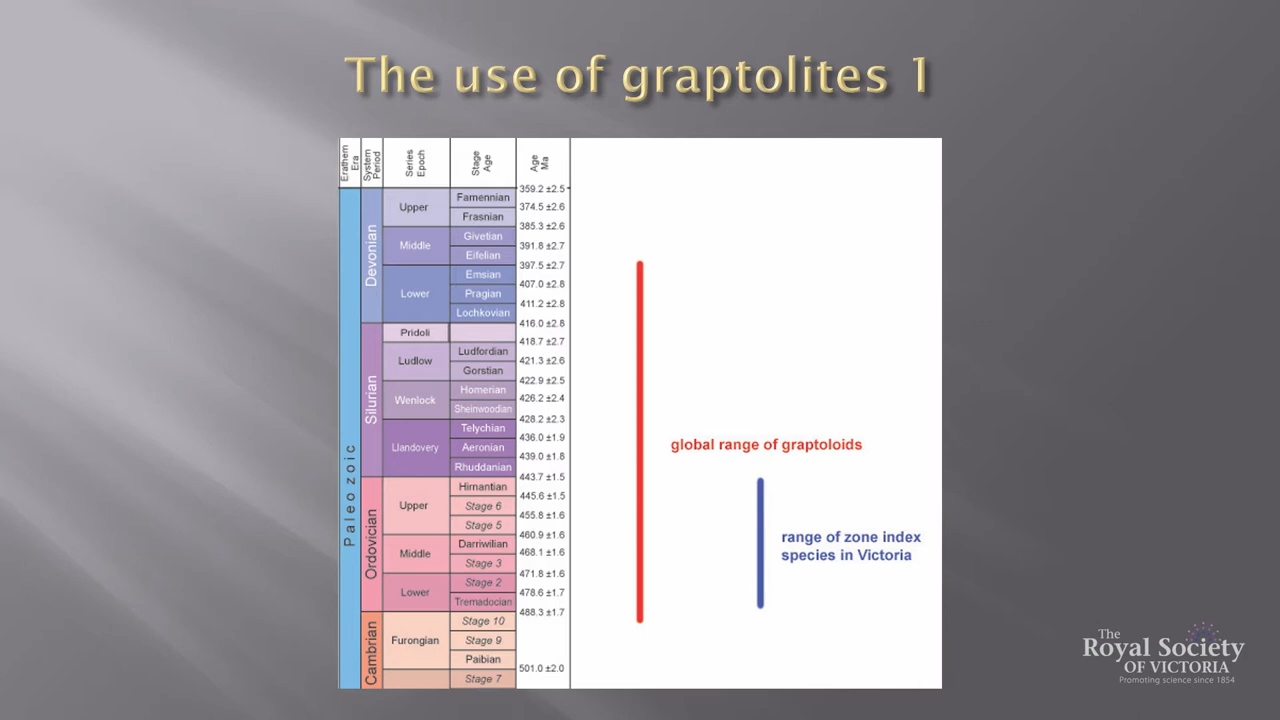 The use of graptolites 1
Erathem
Era
System
Period
Series
Epoch
Stage
Age
Age
Ma
Paleozoic
Devonian
Upper
Famennian
Frasnian
Middle
Givetian
Eifelian
Lower
Emsian
Pragian
Lochkovian
Silurian
Pridoli
Ludlow
Ludfordian
Gorstian
Wenlock
Homerian
Sheinwoodian
Llandovery
Telychian
Aeronian
Rhuddanian
Ordovician
Upper
Hirnantian
Stage 6
Stage 5
Middle
Darriwilian
Stage 3
Lower
Stage 2
Tremadocian
Cambrian
Furongian
Stage 10
Stage 9
Paibian
Stage 7
359.2 ±2.5
374.5 ±2.6
385.3 ±2.6
391.8 ±2.7
397.5 ±2.7
407.0 ±2.8
411.2 ±2.8
416.0 ±2.8
418.7 ±2.7
421.3 ±2.6
422.9 ±2.5
426.2 ±2.4
428.2 ±2.3
436.0 ±1.9
439.0 ±1.8
443.7 ±1.5
445.6 ±1.5
455.8 ±1.6
460.9 ±1.6
468.1 ±1.6
471.8 ±1.6
478.6 ±1.7
488.3 ±1.7
501.0 ±2.0
global range of graptoloids
range of zone index
species in Victoria
The
Royal Society
OF VICTORIA
Promoting science since 1854